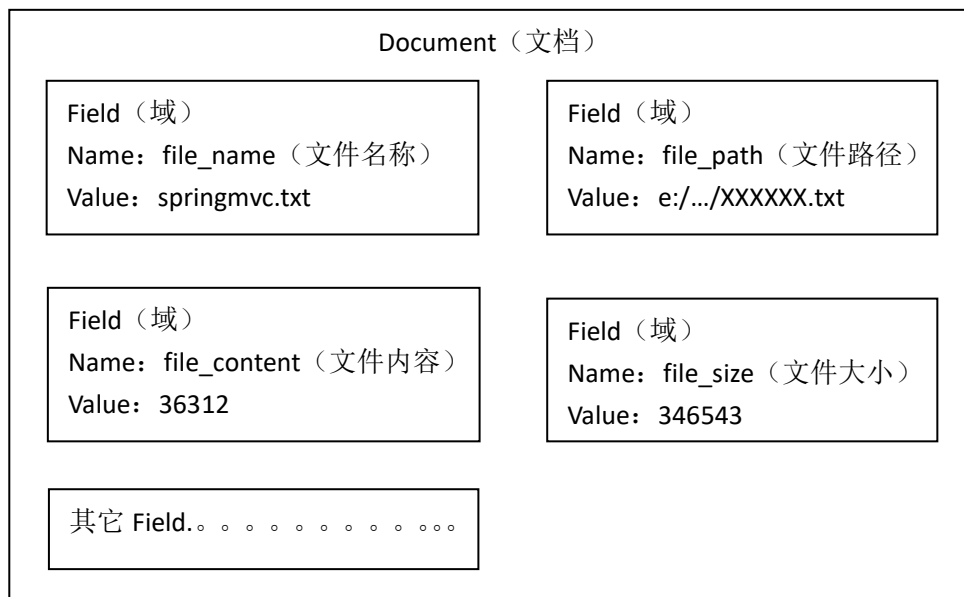 Document（文档）
Field（域）
Name：file_name（文件名称）
Value：springmvc.txt
Field（域）
Name：file_path（文件路径）
Value：e:/…/XXXXXX.txt
Field（域）
Name：file_content（文件内容）
Value：36312
Field（域）
Name：file_size（文件大小）
Value：346543
其它 Field.。。。。。。。。。。。。